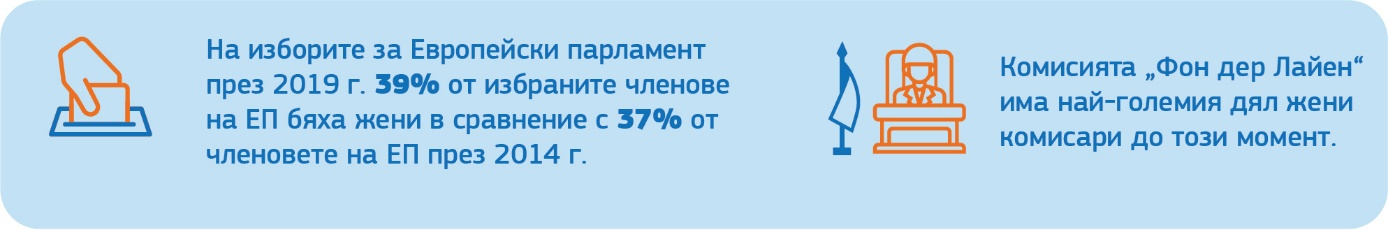 На изборите за Европейски парламент
през 2019 г. 39% от избраните членове
на ЕП бяха жени в сравнение с 37% от
членовете на ЕП през 2014 г.
Комисията „Фон дер Лайен“
има най-големия дял жени
комисари до този момент.